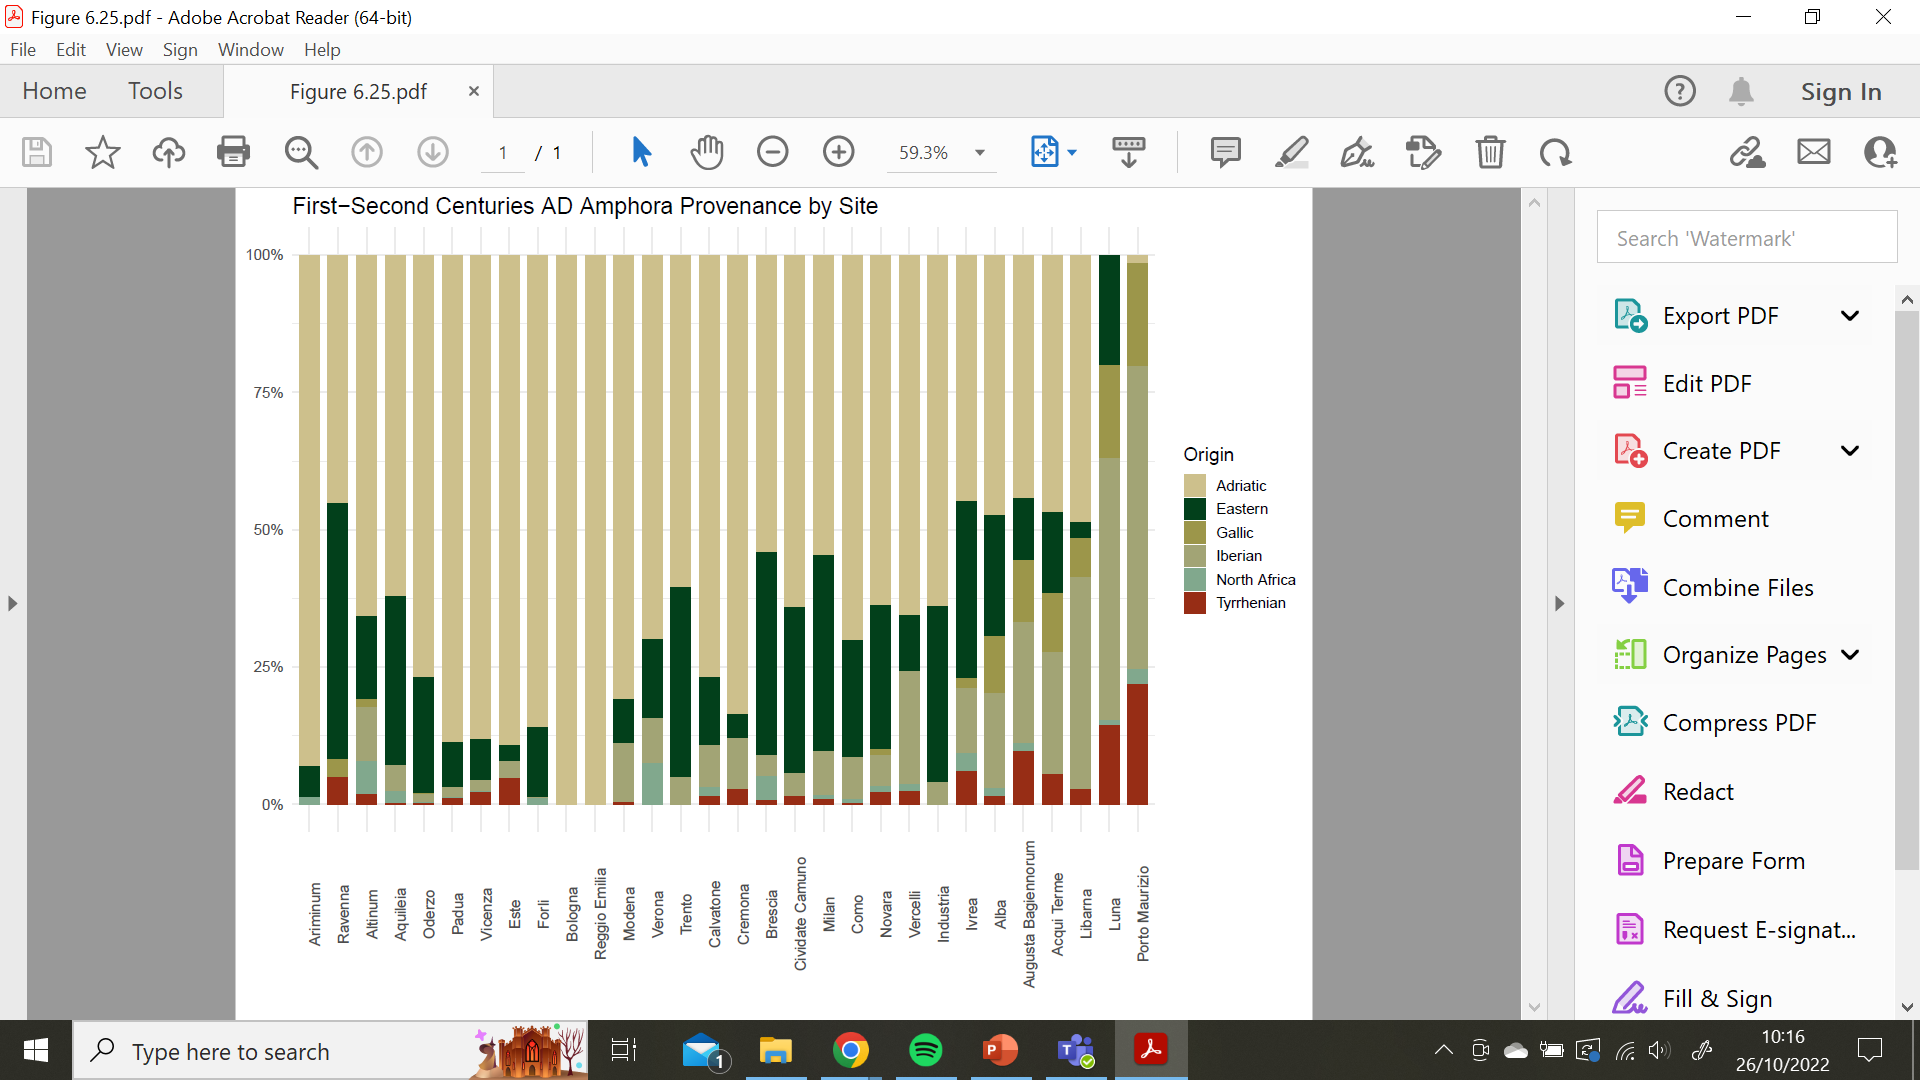 Figure 6.25.pdf - Adobe Acrobat Reader (64-bit)
File Edit View Sign Window Help
Home Tools Figure 6.25.pdf × Sign In
1 / 1 59.3%
First−Second Centuries AD Amphora Provenance by Site
100%
75%
50%
25%
0%
Ariminum
Ravenna
Altinum
Aquileia
Oderzo
Padua
Vicenza
Este
Forli
Bologna
Reggio Emilia
Modena
Verona
Trento
Calvatone
Cremona
Brescia
Cividate Camuno
Milan
Como
Novara
Vercelli
Industria
Ivrea
Alba
Augusta Bagiennorum
Acqui Terme
Libarna
Luna
Porto Maurizio
Origin
Adriatic
Eastern
Gallic
Iberian
North Africa
Tyrrhenian
Search 'Watermark'
Export PDF
Edit PDF
Create PDF
Comment
Combine Files
Organize Pages
Compress PDF
Redact
Prepare Form
Request E-signat...
Fill & Sign
Type here to search
1
10:16
26/10/2022